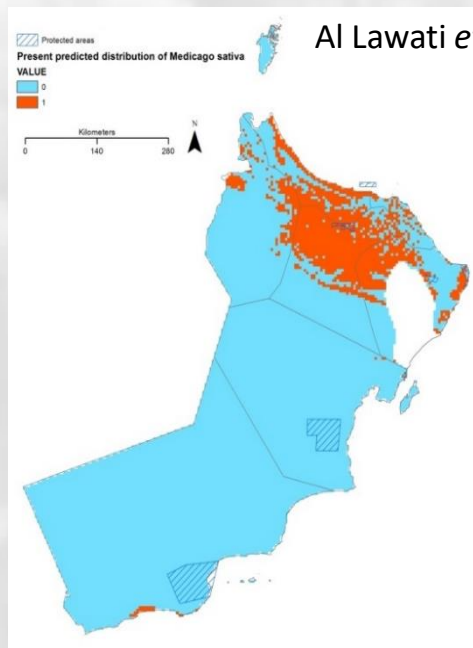 Al Lawati e
Protected areas
Present predicted distribution of Medicago sativa
VALUE
0
1
Kilometers
0 140 280
N